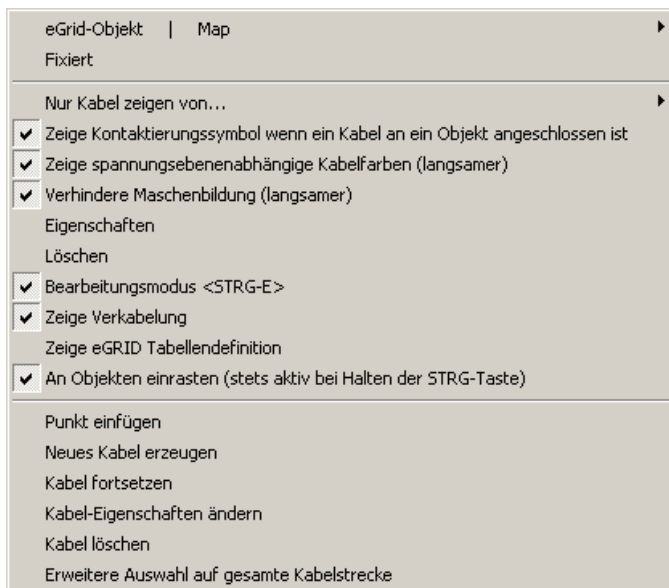 eGrid-Objekt | Map
Fixiert
Nur Kabel zeigen von...
Zeige Kontaktierungssymbol wenn ein Kabel an ein Objekt angeschlossen ist
Zeige spannungsebenenabhängige Kabelfarben (langsamer)
Verhindere Maschenbildung (langsamer)
Eigenschaften
Löschen
Bearbeitungsmodus <STRG-E>
Zeige Verkabelung
Zeige eGRID Tabellendefinition
An Objekten einrasten (stets aktiv bei Halten der STRG-Taste)
Punkt einfügen
Neues Kabel erzeugen
Kabel fortsetzen
Kabel-Eigenschaften ändern
Kabel löschen
Erweitere Auswahl auf gesamte Kabelstrecke